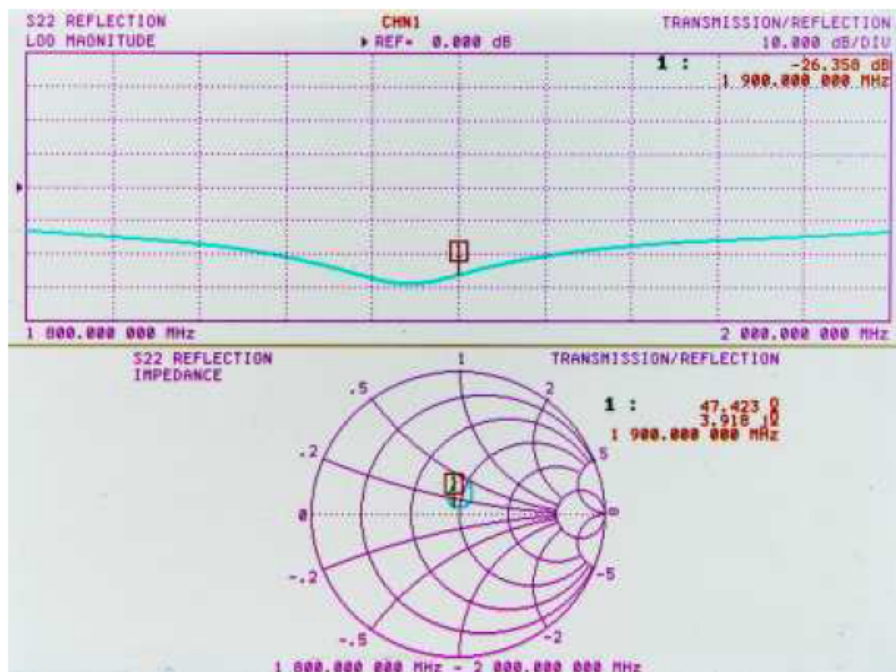 S22 REFLECTION CHN1 TRANSMISSION/REFLECTION
LOG MAGNITUDE REF= 0.000 dB 10.000 dB/DIV
1 : -26.358 dB
1 900.000 000 MHz
1
1 800.000 000 MHz 2 000.000 000 MHz
S22 REFLECTION 1 TRANSMISSION/REFLECTION
IMPEDANCE
.5 2
1 : 47.423 Ω
3.918 jΩ
1 900.000 000 MHz
.2 5
1
0 ∞
-.2 -5
-.5 -2
1 800.000 000 MHz - 2 000.000 000 MHz